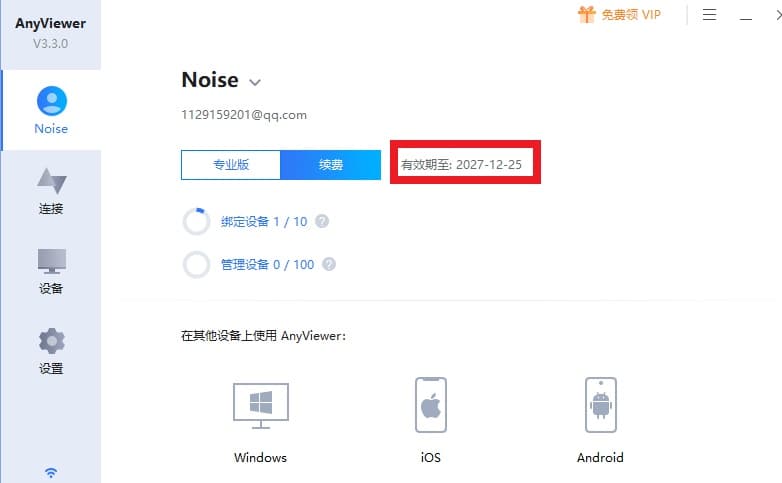 AnyViewer
V3.3.0
免费领 VIP
Noise
Noise
1129159201@qq.com
专业版
续费
有效期至: 2027-12-25
绑定设备 1 / 10 ?
管理设备 0 / 100 ?
连接
设备
设置
在其他设备上使用 AnyViewer:
Windows
iOS
Android